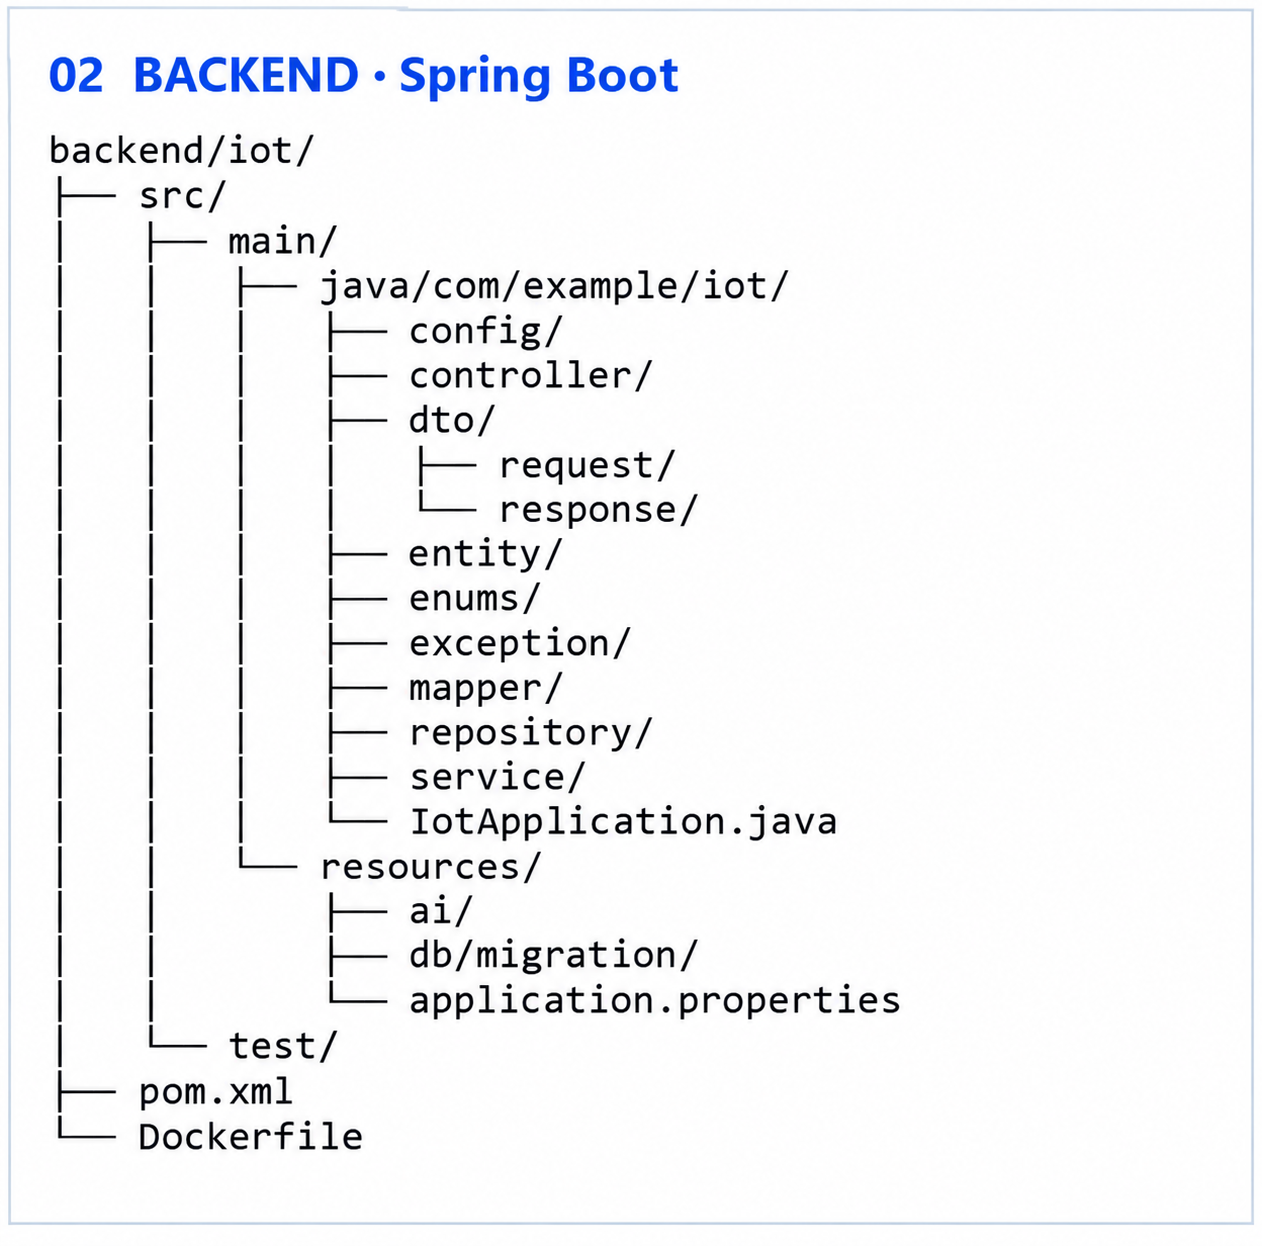 02 BACKEND · Spring Boot
backend/iot/
├── src/
│   ├── main/
│   │   ├── java/com/example/iot/
│   │   │   ├── config/
│   │   │   ├── controller/
│   │   │   ├── dto/
│   │   │   │   ├── request/
│   │   │   │   └── response/
│   │   │   ├── entity/
│   │   │   ├── enums/
│   │   │   ├── exception/
│   │   │   ├── mapper/
│   │   │   ├── repository/
│   │   │   ├── service/
│   │   │   └── IotApplication.java
│   │   └── resources/
│   │       ├── ai/
│   │       ├── db/migration/
│   │       └── application.properties
│   └── test/
├── pom.xml
└── Dockerfile